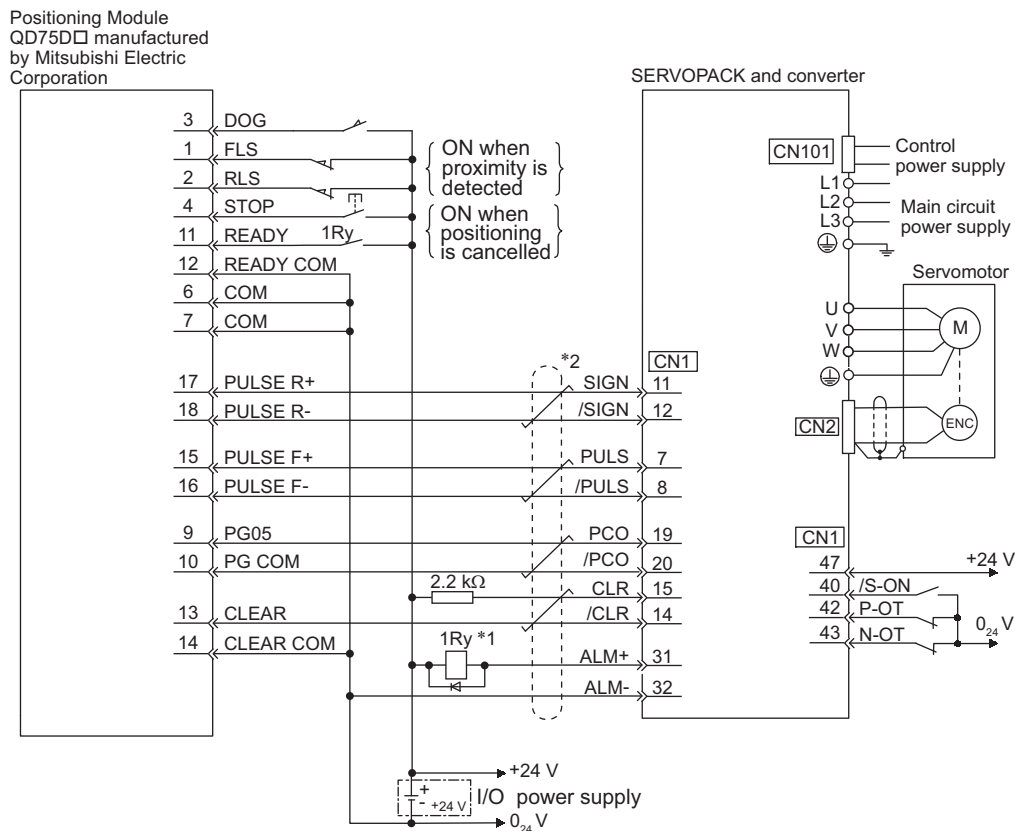 Positioning Module
QD75D□ manufactured
by Mitsubishi Electric
Corporation
SERVOPACK and converter
3 DOG
1 FLS
2 RLS
4 STOP
11 READY 1Ry
12 READY COM
6 COM
7 COM
ON when
proximity is
detected
ON when
positioning
is cancelled
CN101
Control
power supply
L1
L2
L3
Main circuit
power supply
Servomotor
U
V
W
M
CN2
ENC
*2
CN1
17 PULSE R+ SIGN 11
18 PULSE R- /SIGN 12
15 PULSE F+ PULS 7
16 PULSE F- /PULS 8
9 PG05 PCO 19
10 PG COM /PCO 20
2.2 kΩ CLR 15
13 CLEAR /CLR 14
14 CLEAR COM
1Ry *1 ALM+ 31
ALM- 32
CN1
47 +24 V
40 /S-ON
42 P-OT
43 N-OT
0₂₄ V
+24 V
+
-
+24 V
I/O power supply
0₂₄ V